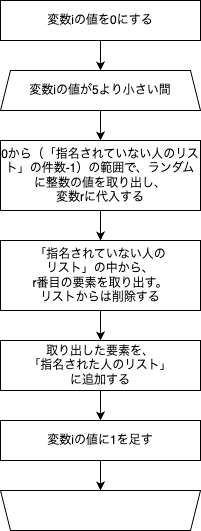 変数iの値を0にする
変数iの値が5より小さい間
0から（「指名されていない人のリス
ト」の件数-1）の範囲で、ランダム
に整数の値を取り出し、
変数rに代入する
「指名されていない人の
リスト」の中から、
r番目の要素を取り出す。
リストからは削除する
取り出した要素を、
「指名された人のリスト」
に追加する
変数iの値に1を足す